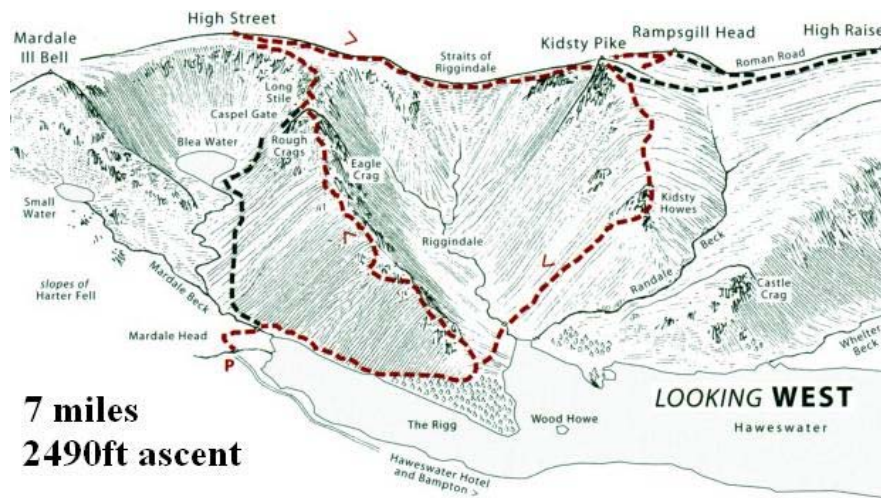 High Street
Mardale
Ill Bell
Straits of
Riggindale
Kidsty Pike
Rampsgill Head
High Raise
Roman Road
Long
Stile
Caspel Gate
Blea Water
Rough
Crags
Eagle
Crag
Small
Water
Kidsty
Howes
Riggindale
slopes of
Harter Fell
Mardale Beck
Randale
Beck
Castle
Crag
Mardale Head
P
Whelter
Beck
LOOKING WEST
Haweswater
7 miles
2490ft ascent
The Rigg
Wood Howe
Haweswater Hotel
and Bampton >